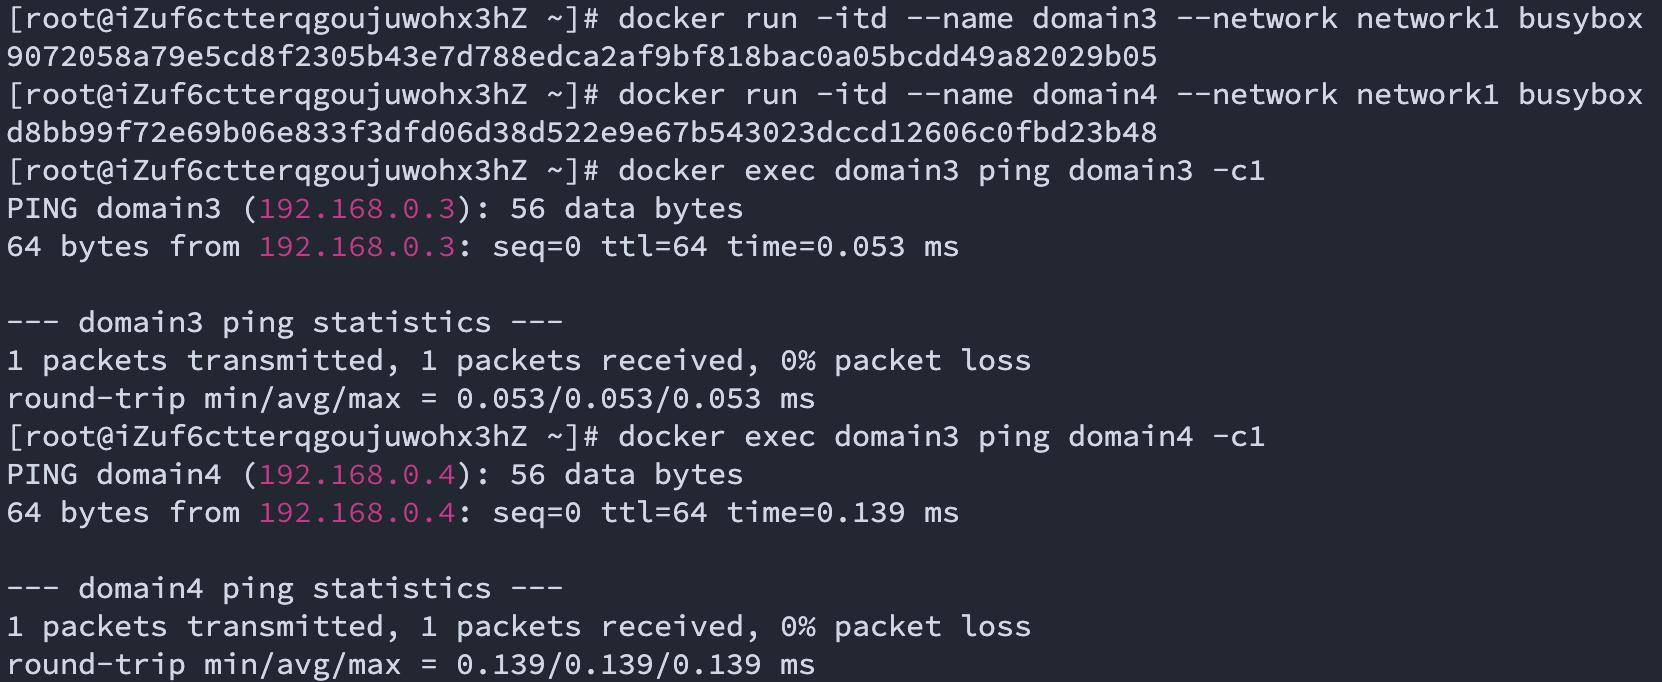 [root@iZuf6ctterqgoujuwohx3hZ ~]# docker run -itd --name domain3 --network network1 busybox
9072058a79e5cd8f2305b43e7d788edca2af9bf818bac0a05bcdd49a82029b05
[root@iZuf6ctterqgoujuwohx3hZ ~]# docker run -itd --name domain4 --network network1 busybox
d8bb99f72e69b06e833f3dfd06d38d522e9e67b543023dccd12606c0fbd23b48
[root@iZuf6ctterqgoujuwohx3hZ ~]# docker exec domain3 ping domain3 -c1
PING domain3 (192.168.0.3): 56 data bytes
64 bytes from 192.168.0.3: seq=0 ttl=64 time=0.053 ms

--- domain3 ping statistics ---
1 packets transmitted, 1 packets received, 0% packet loss
round-trip min/avg/max = 0.053/0.053/0.053 ms
[root@iZuf6ctterqgoujuwohx3hZ ~]# docker exec domain3 ping domain4 -c1
PING domain4 (192.168.0.4): 56 data bytes
64 bytes from 192.168.0.4: seq=0 ttl=64 time=0.139 ms

--- domain4 ping statistics ---
1 packets transmitted, 1 packets received, 0% packet loss
round-trip min/avg/max = 0.139/0.139/0.139 ms